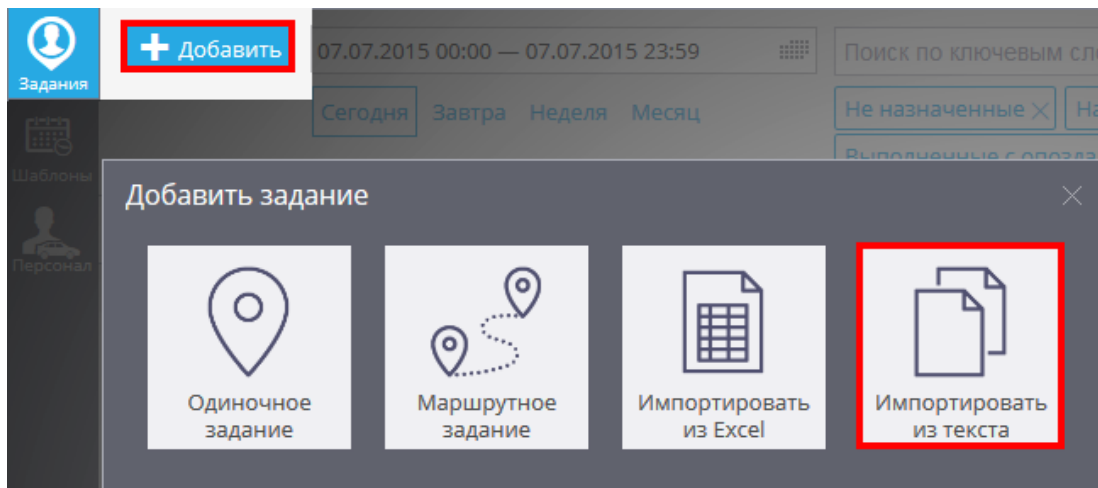 Добавить
07.07.2015 00:00 — 07.07.2015 23:59
Поиск по ключевым
Задания
Сегодня Завтра Неделя Месяц
Не назначенные
Выполненные с
Шаблоны
Персонал
Добавить задание
Одиночное
задание
Маршрутное
задание
Импортировать
из Excel
Импортировать
из текста